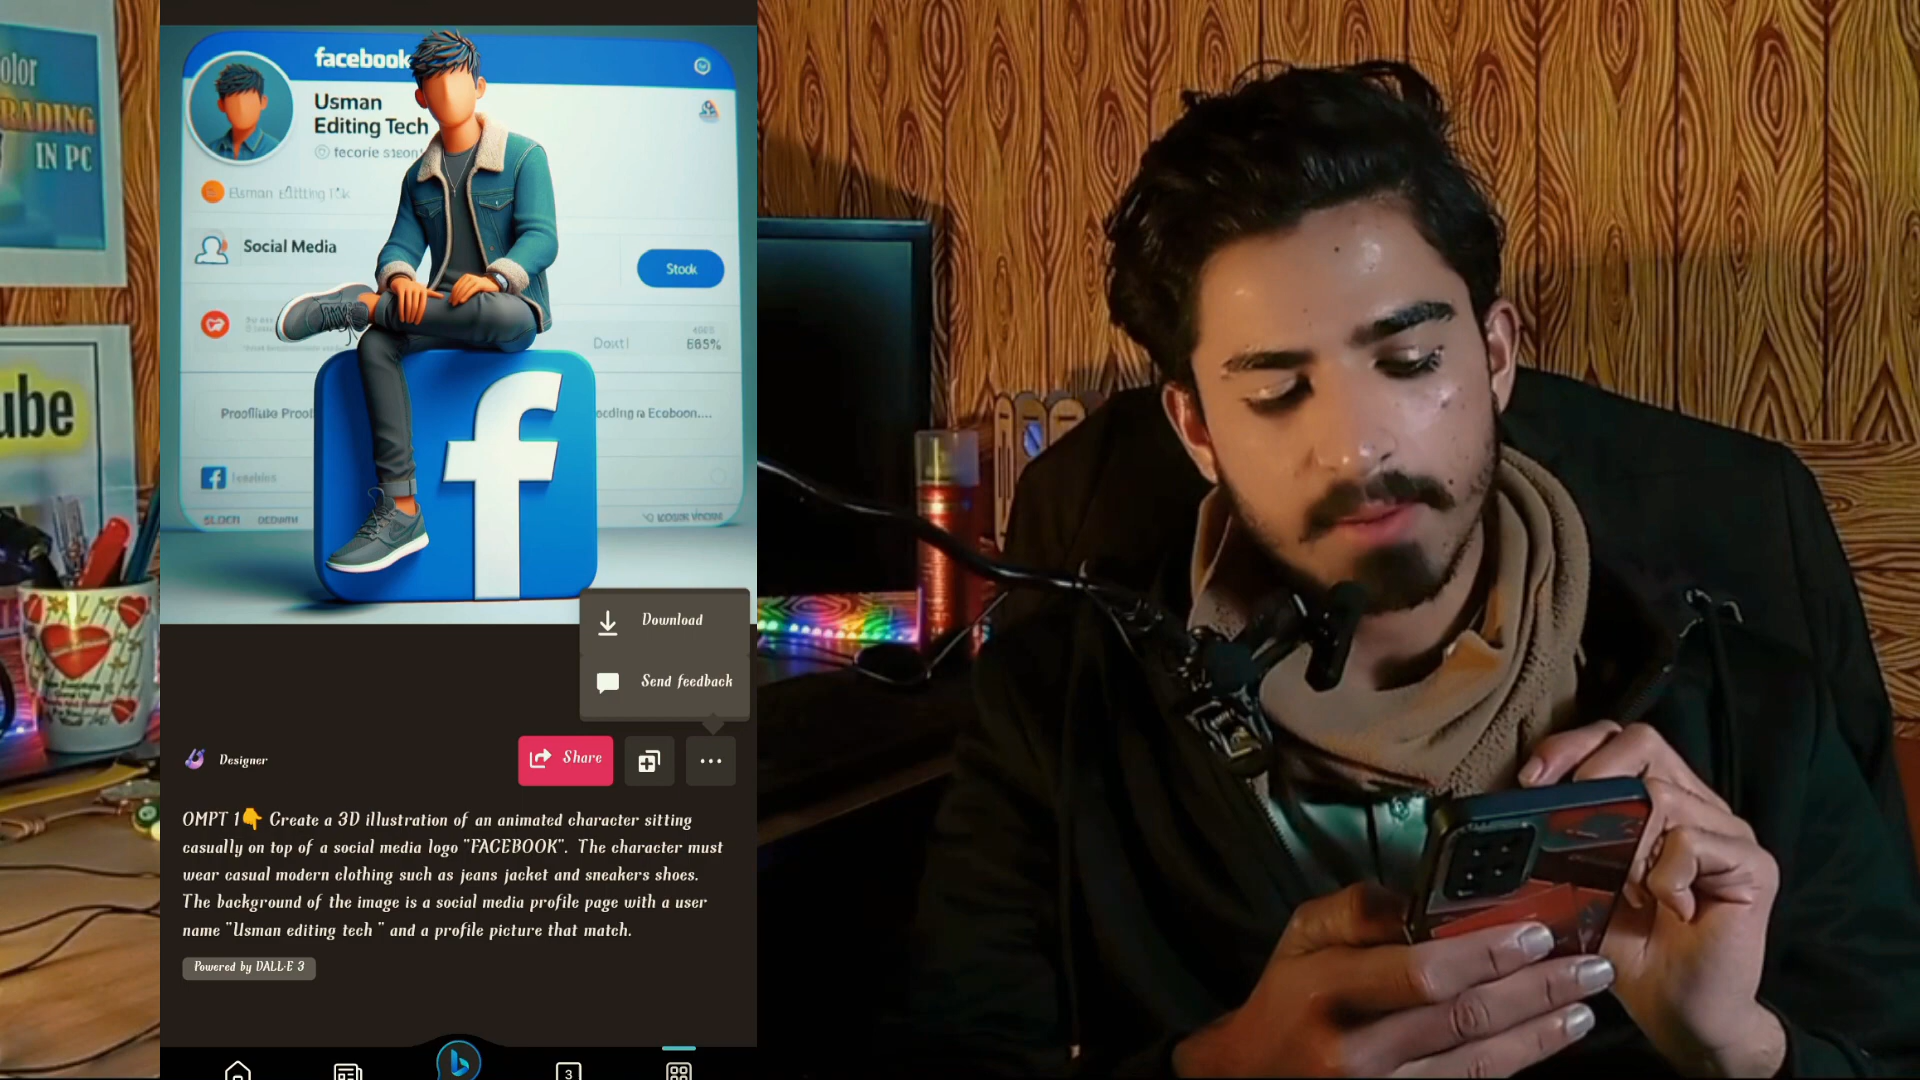 olor
RADING
IN PC
ube
facebook
Usman
Editing Tech
Social Media
Stook
Doxtl
E65%
Download
Send feedback
Designer
Share
OMPT 1👇 Create a 3D illustration of an animated character sitting
casually on top of a social media logo "FACEBOOK". The character must
wear casual modern clothing such as jeans jacket and sneakers shoes.
The background of the image is a social media profile page with a user
name "Usman editing tech " and a profile picture that match.
Powered by DALL·E 3
3